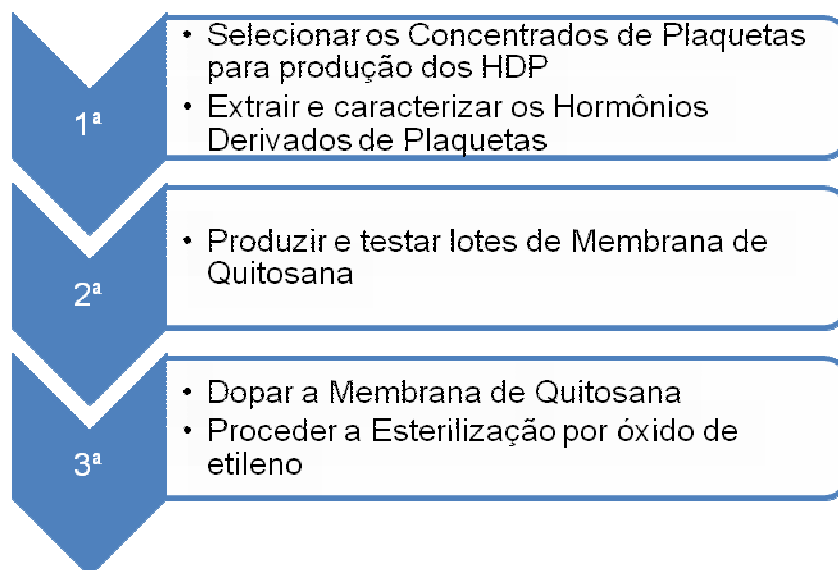 1ª
• Selecionar os Concentrados de Plaquetas
para produção dos HDP
• Extrair e caracterizar os Hormônios
Derivados de Plaquetas
2ª
• Produzir e testar lotes de Membrana de
Quitosana
3ª
• Dopar a Membrana de Quitosana
• Proceder a Esterilização por óxido de
etileno